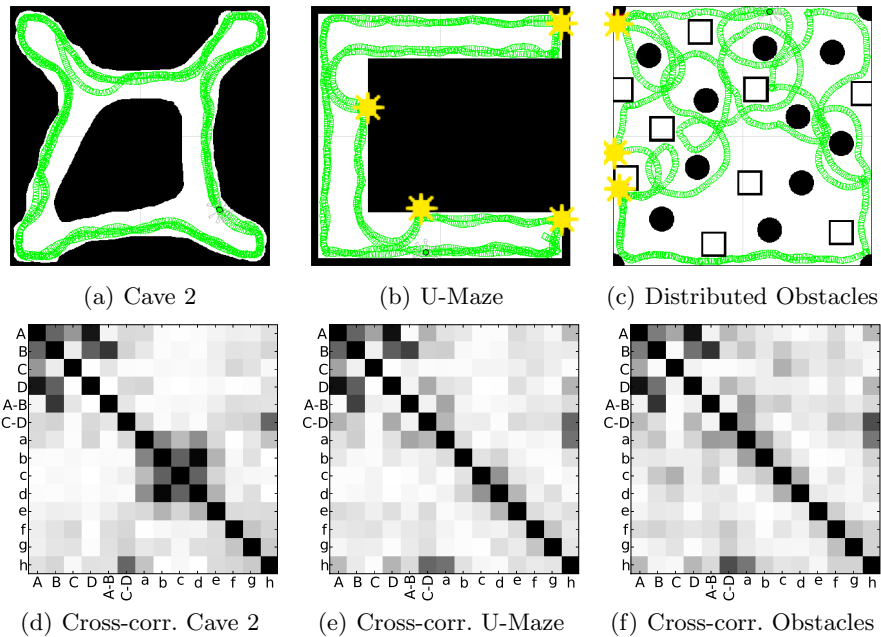 (a) Cave 2
(b) U-Maze
(c) Distributed Obstacles
A
B
C
D
A-B
C-D
a
b
c
d
e
f
g
h
A B C D A-B C-D a b c d e f g h
A
B
C
D
A-B
C-D
a
b
c
d
e
f
g
h
A B C D A-B C-D a b c d e f g h
A
B
C
D
A-B
C-D
a
b
c
d
e
f
g
h
A B C D A-B C-D a b c d e f g h
(d) Cross-corr. Cave 2
(e) Cross-corr. U-Maze
(f) Cross-corr. Obstacles